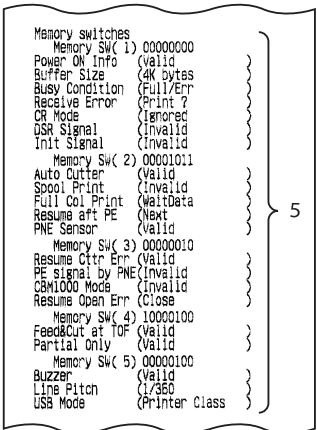 Memory switches
Memory SW( 1) 00000000
Power ON Info (Valid )
Buffer Size (4K bytes )
Busy Condition (Full/Err )
Receive Error (Print ? )
CR Mode (Ignored )
DSR Signal (Invalid )
Init Signal (Invalid )
Memory SW( 2) 00001011
Auto Cutter (Valid )
Spool Print (Invalid )
Full Col Print (WaitData )
Resume aft PE (Next )
PNE Sensor (Valid )
Memory SW( 3) 00000010
Resume Cttr Err (Valid )
PE signal by PNE(Invalid )
CBM1000 Mode (Invalid )
Resume Open Err (Close )
Memory SW( 4) 10000100
Feed&Cut at TOF (Valid )
Partial Only (Valid )
Memory SW( 5) 00000100
Buzzer (Valid )
Line Pitch (1/360 )
USB Mode (Printer Class )
5